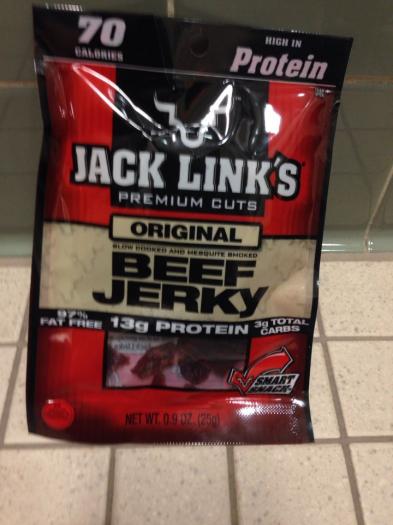 70
CALORIES
HIGH IN
Protein
JACK LINK'S
PREMIUM CUTS
ORIGINAL
SLOW COOKED AND MESQUITE SMOKED
BEEF
JERKY
97%
FAT FREE
13g PROTEIN
3g TOTAL
CARBS
SMART
SNACK
NET WT. 0.9 OZ. (25g)